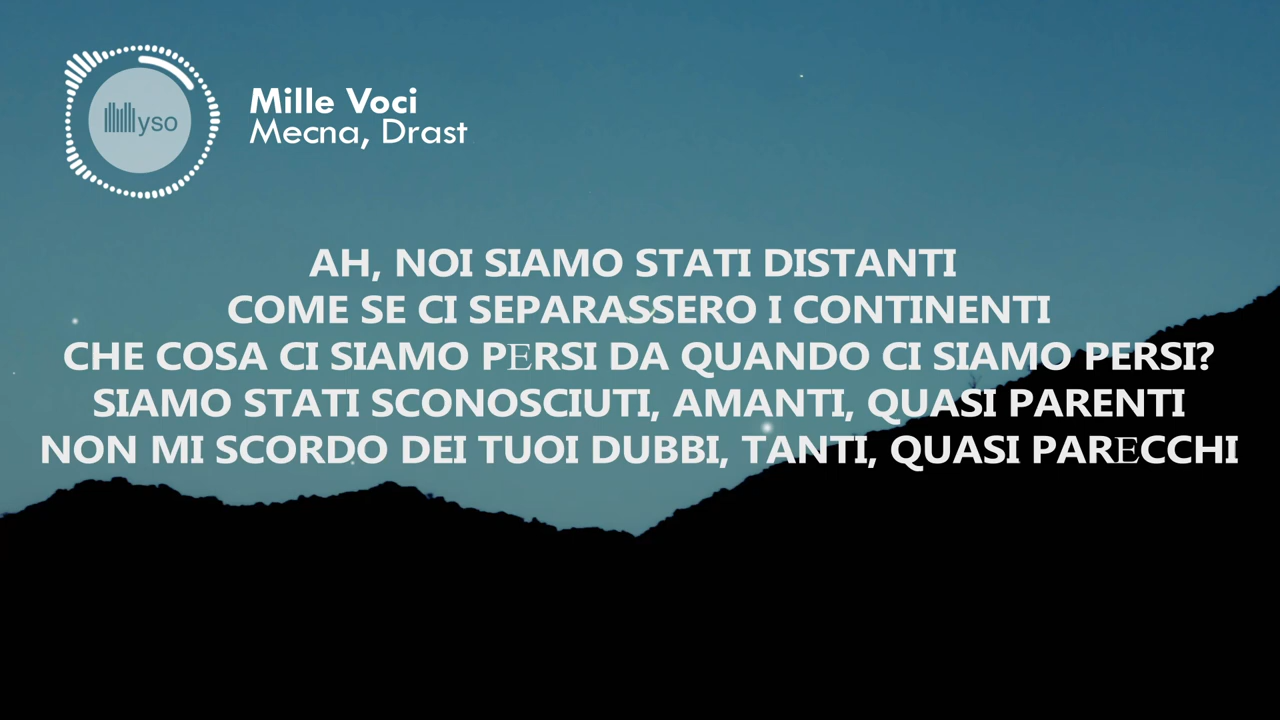 yso
Mille Voci
Mecna, Drast
AH, NOI SIAMO STATI DISTANTI
COME SE CI SEPARASSERO I CONTINENTI
CHE COSA CI SIAMO PERSI DA QUANDO CI SIAMO PERSI?
SIAMO STATI SCONOSCIUTI, AMANTI, QUASI PARENTI
NON MI SCORDO DEI TUOI DUBBI, TANTI, QUASI PARECCHI